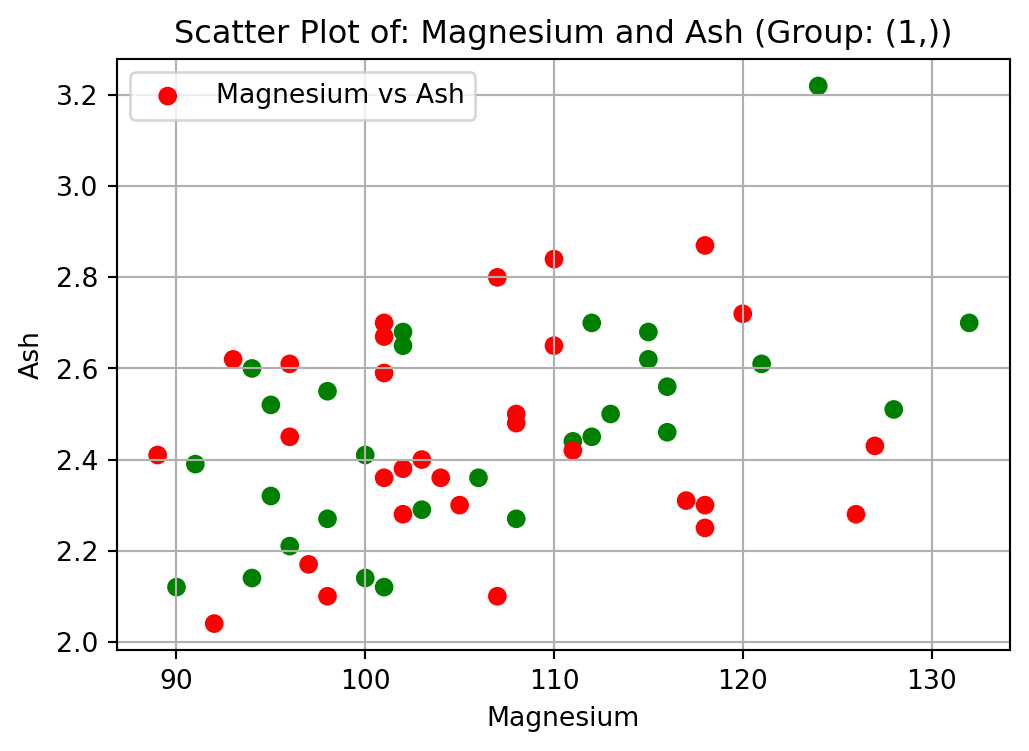 Scatter Plot of: Magnesium and Ash (Group: (1,))
Magnesium vs Ash
3.2
3.0
2.8
2.6
2.4
2.2
2.0
Ash
90 100 110 120 130
Magnesium